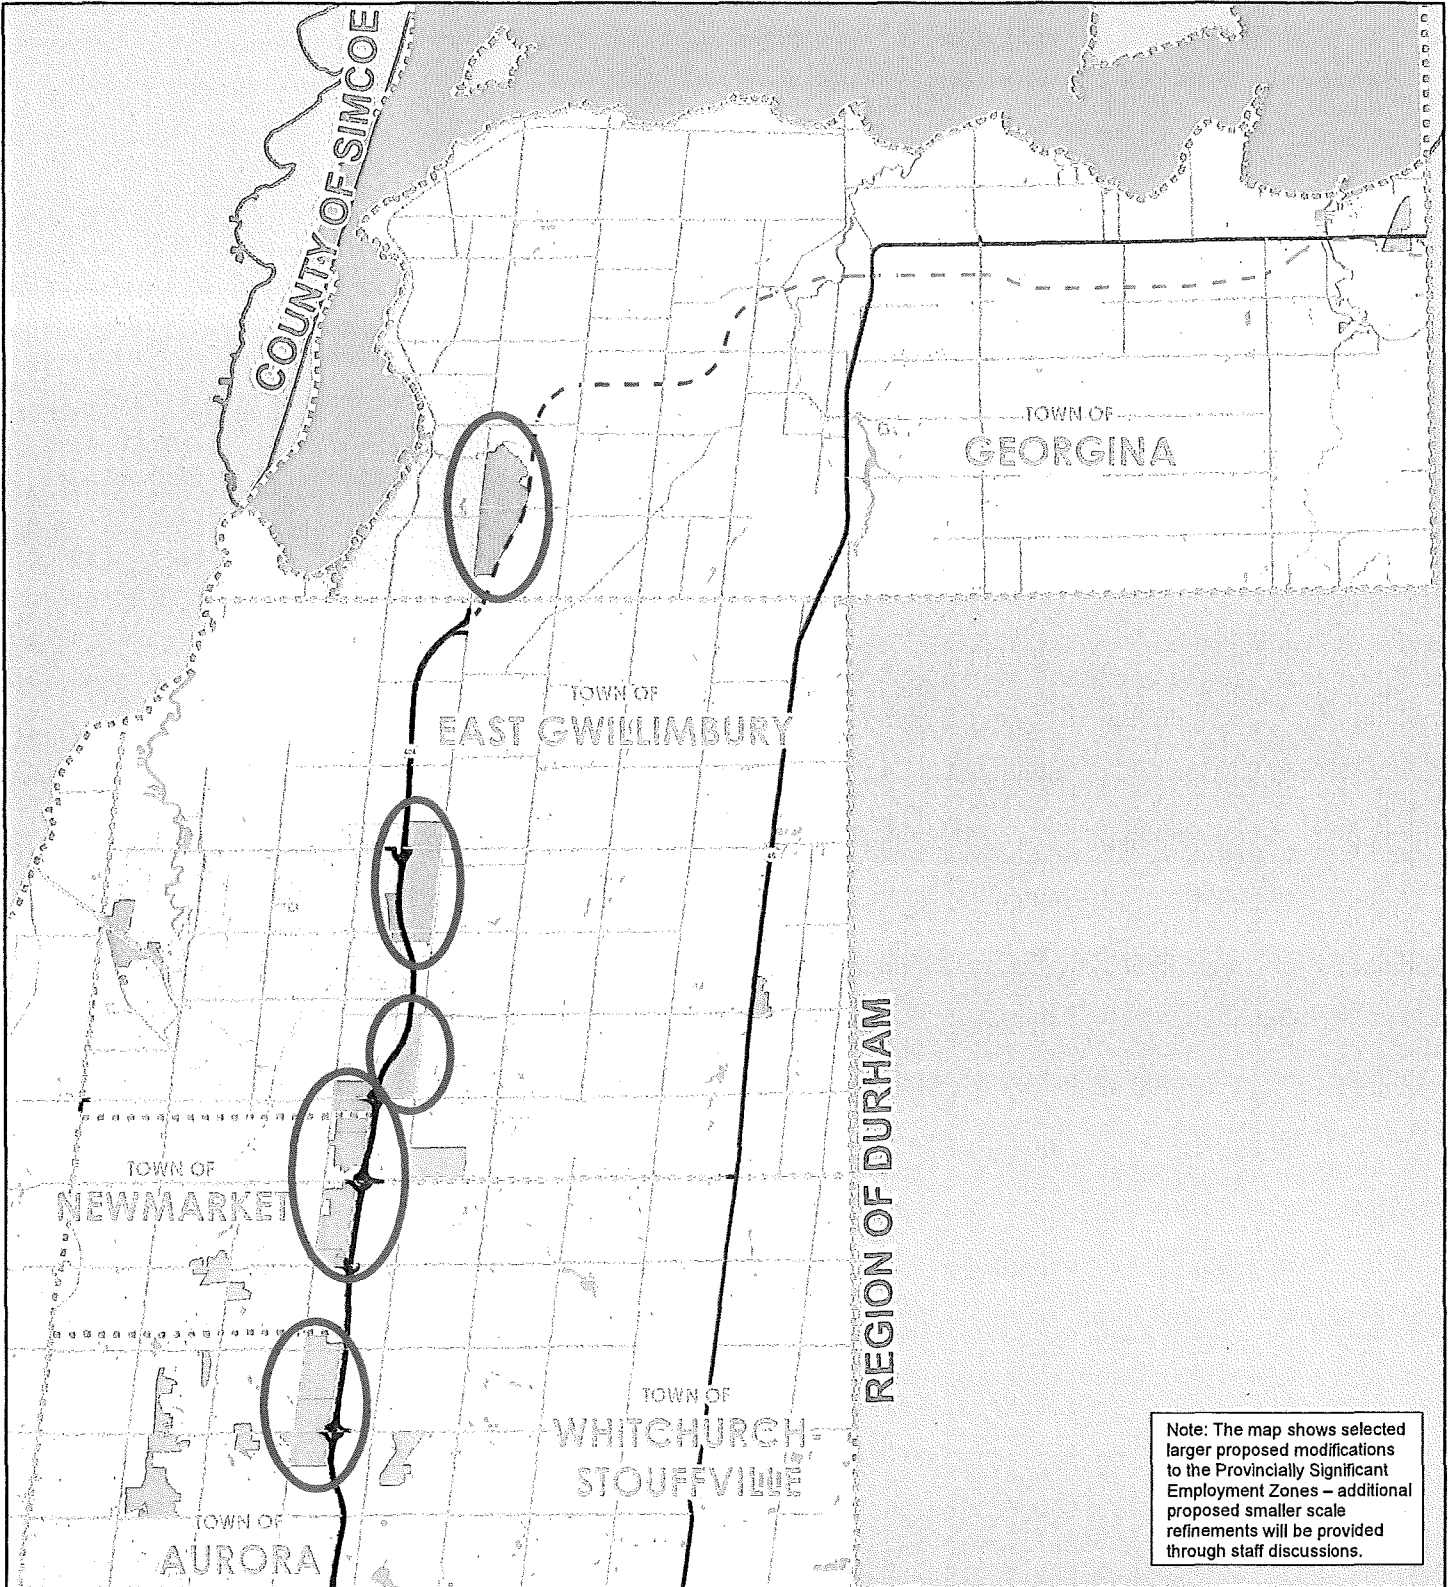 COUNTY OF SIMCOE
TOWN OF
GEORGINA
TOWN OF
EAST GWILLIMBURY
REGION OF DURHAM
TOWN OF
NEWMARKET
TOWN OF
WHITCHURCH-
STOUFFVILLE
TOWN OF
AURORA
Note: The map shows selected
larger proposed modifications
to the Provincially Significant
Employment Zones – additional
proposed smaller scale
refinements will be provided
through staff discussions.